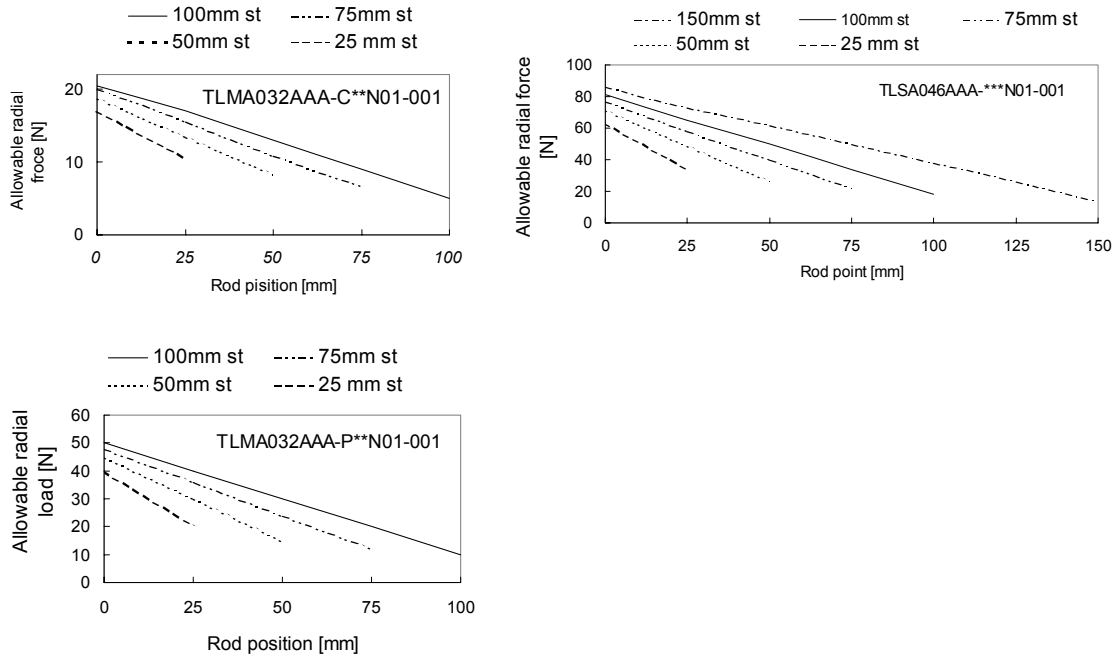 100mm st 75mm st
50mm st 25 mm st
Allowable radial
froce [N]
20
10
0
TLMA032AAA-C**N01-001
0 25 50 75 100
Rod pisition [mm]
150mm st 100mm st 75mm st
50mm st 25 mm st
Allowable radial force
[N]
100
80
60
40
20
0
TLSA046AAA-***N01-001
0 25 50 75 100 125 150
Rod point [mm]
100mm st 75mm st
50mm st 25 mm st
Allowable radial
load [N]
60
50
40
30
20
10
0
TLMA032AAA-P**N01-001
0 25 50 75 100
Rod position [mm]